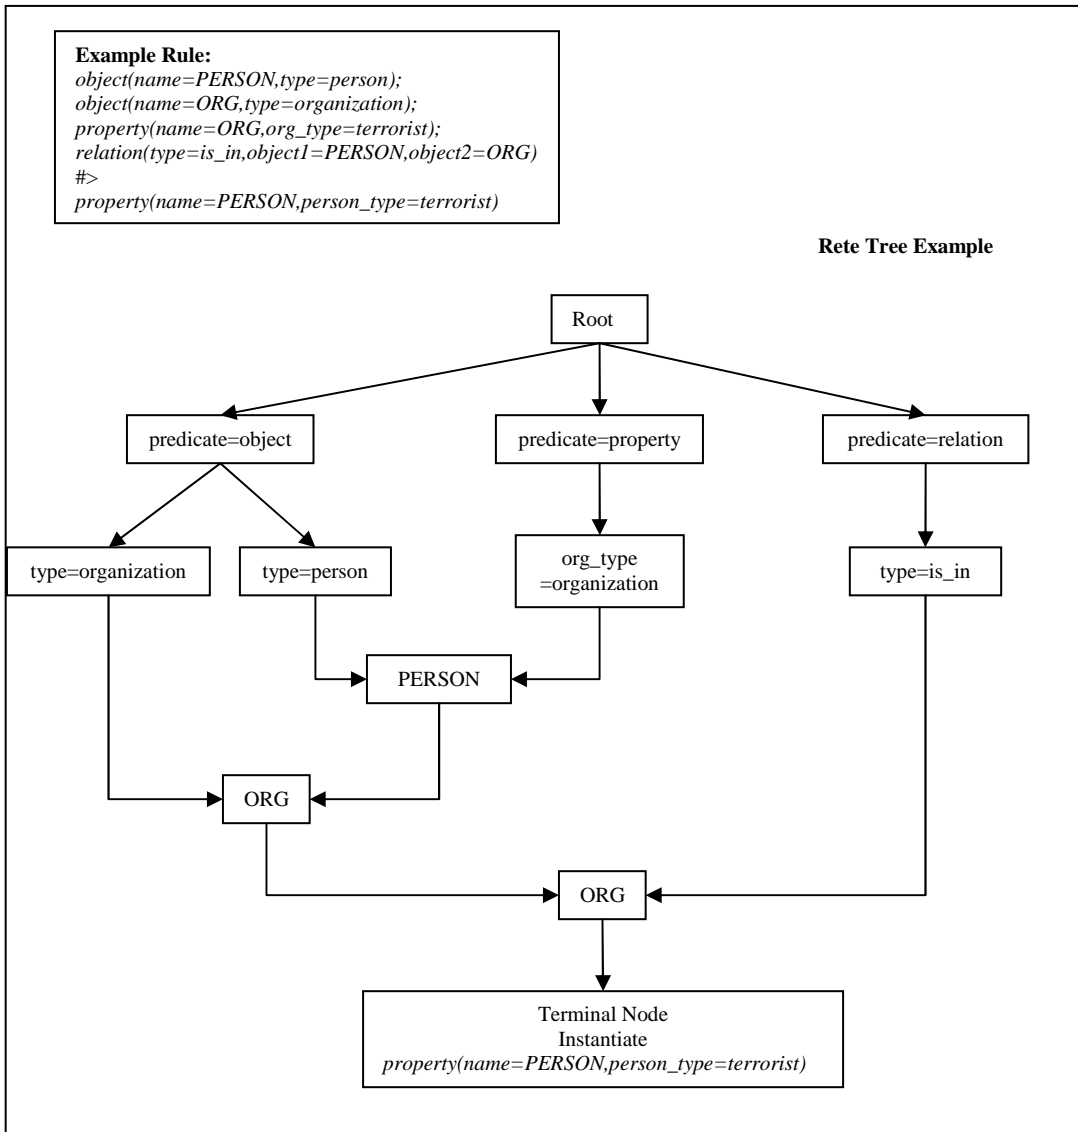 Example Rule:
object(name=PERSON,type=person);
object(name=ORG,type=organization);
property(name=ORG,org_type=terrorist);
relation(type=is_in,object1=PERSON,object2=ORG)
#>
property(name=PERSON,person_type=terrorist)
Rete Tree Example
Root
predicate=object
predicate=property
predicate=relation
type=organization
type=person
org_type
=organization
type=is_in
PERSON
ORG
ORG
Terminal Node
Instantiate
property(name=PERSON,person_type=terrorist)